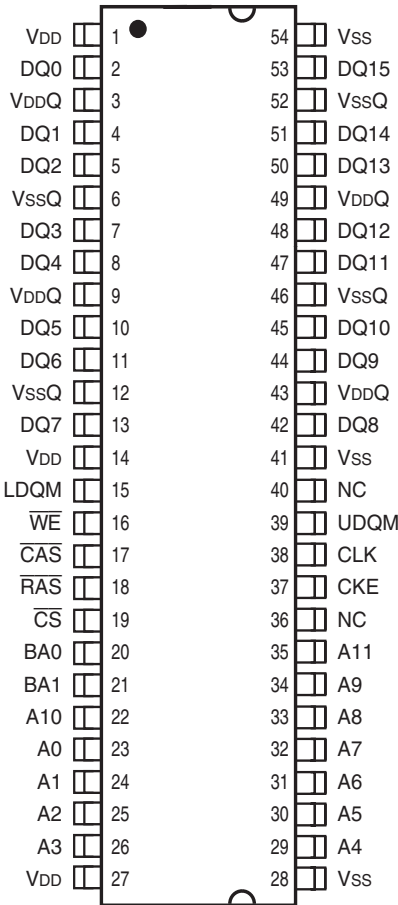 VDD 1 54 VSS
DQ0 2 53 DQ15
VDDQ 3 52 VSSQ
DQ1 4 51 DQ14
DQ2 5 50 DQ13
VSSQ 6 49 VDDQ
DQ3 7 48 DQ12
DQ4 8 47 DQ11
VDDQ 9 46 VSSQ
DQ5 10 45 DQ10
DQ6 11 44 DQ9
VSSQ 12 43 VDDQ
DQ7 13 42 DQ8
VDD 14 41 VSS
LDQM 15 40 NC
W̅E̅ 16 39 UDQM
C̅A̅S̅ 17 38 CLK
R̅A̅S̅ 18 37 CKE
C̅S̅ 19 36 NC
BA0 20 35 A11
BA1 21 34 A9
A10 22 33 A8
A0 23 32 A7
A1 24 31 A6
A2 25 30 A5
A3 26 29 A4
VDD 27 28 VSS